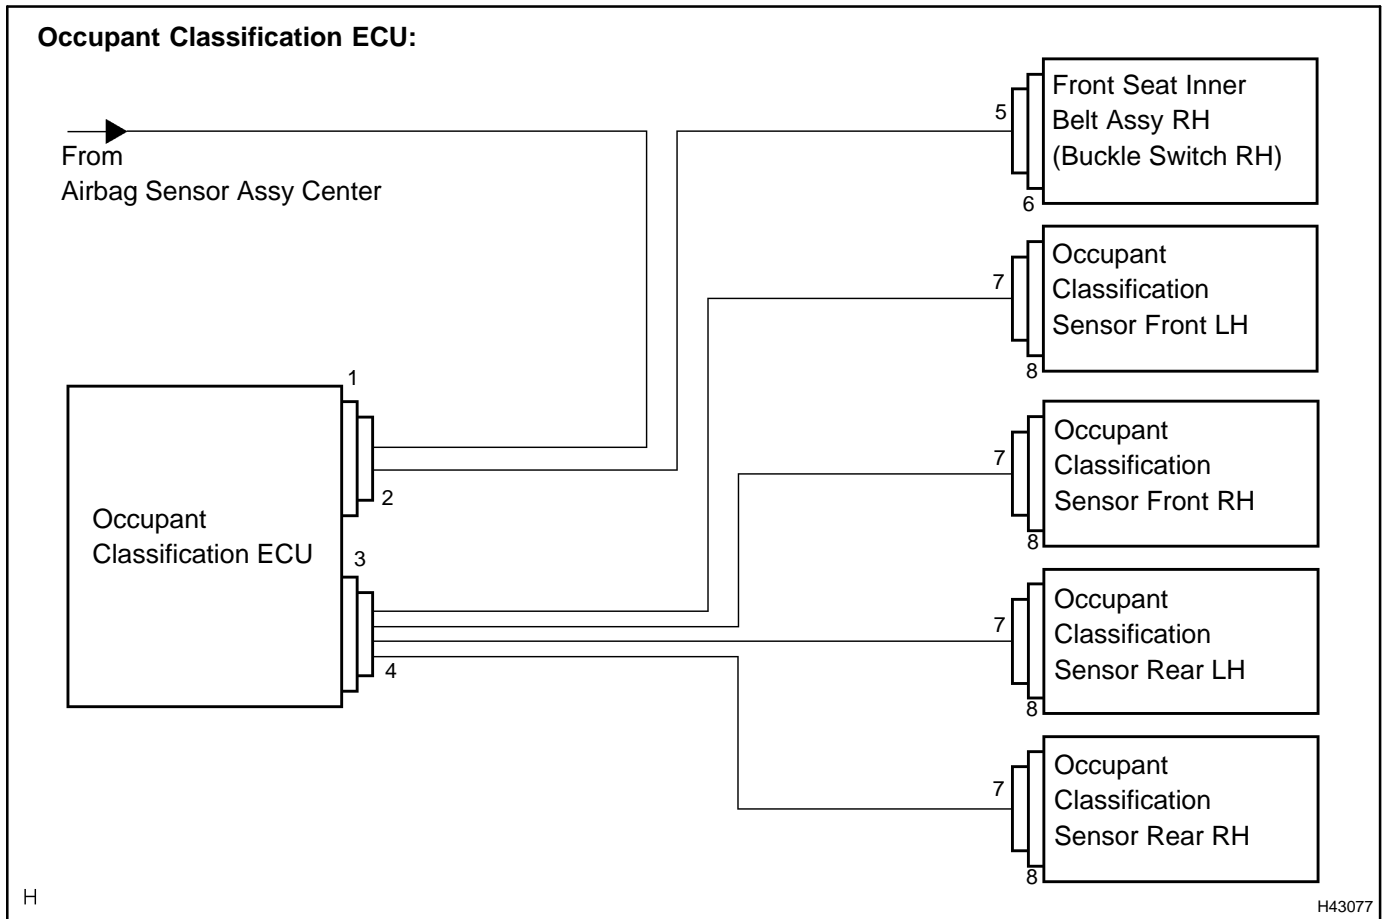 Occupant Classification ECU:
From
Airbag Sensor Assy Center
5
Front Seat Inner
Belt Assy RH
(Buckle Switch RH)
6
7
Occupant
Classification
Sensor Front LH
8
1
2
Occupant
Classification ECU
3
4
7
Occupant
Classification
Sensor Front RH
8
7
Occupant
Classification
Sensor Rear LH
8
7
Occupant
Classification
Sensor Rear RH
8
H
H43077